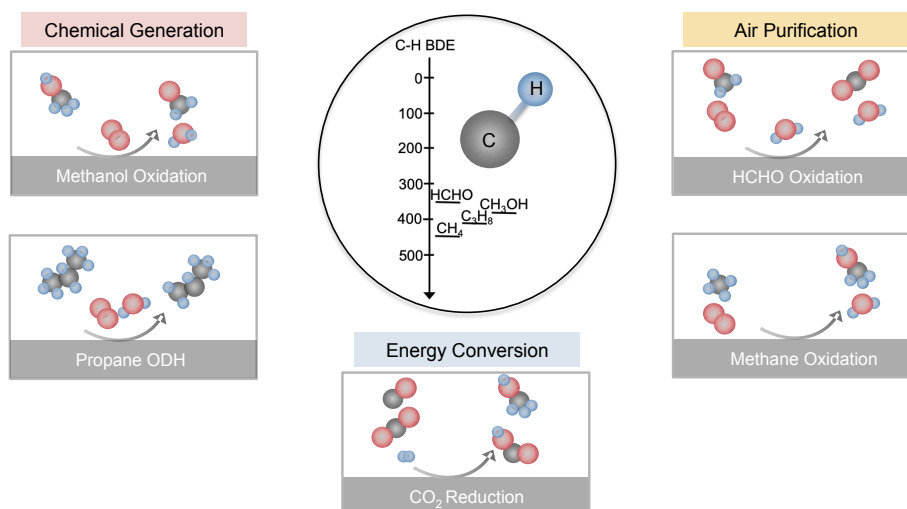 Chemical Generation
Methanol Oxidation
Propane ODH
C-H BDE
0
100
200
300
400
500
H
C
HCHO
CH₃OH
C₃H₈
CH₄
Energy Conversion
CO₂ Reduction
Air Purification
HCHO Oxidation
Methane Oxidation